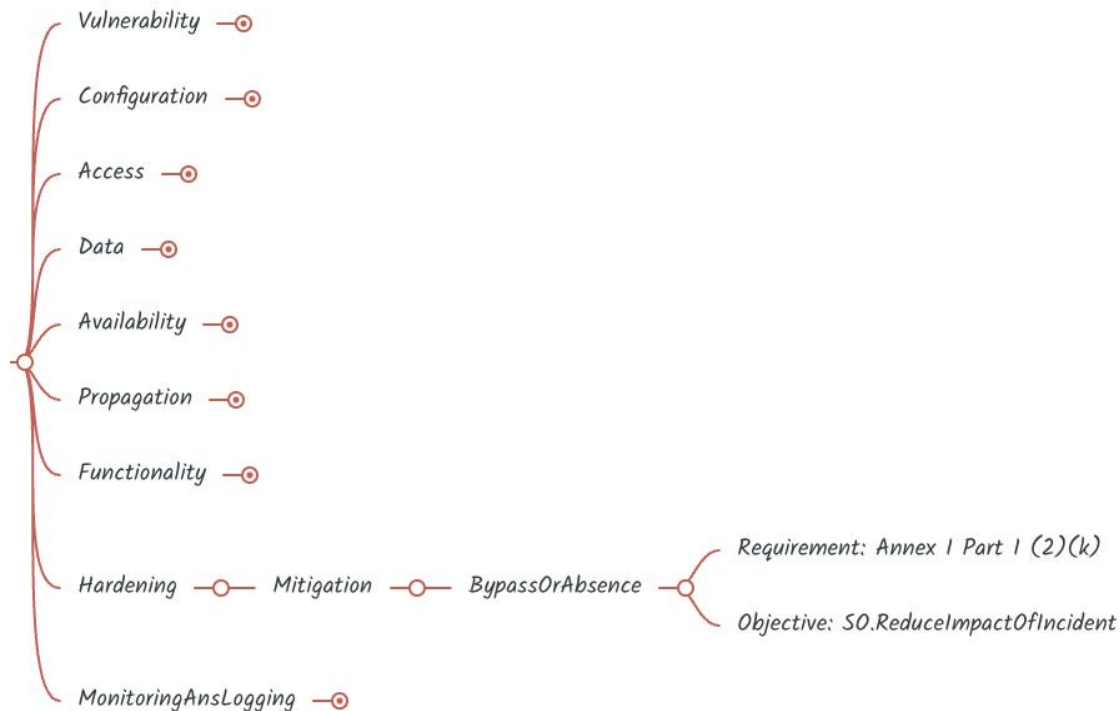 Vulnerability
Configuration
Access
Data
Availability
Propagation
Functionality
Requirement: Annex I Part I (2)(k)
Hardening Mitigation BypassOrAbsence
Objective: SO.ReduceImpactOfIncident
MonitoringAnsLogging